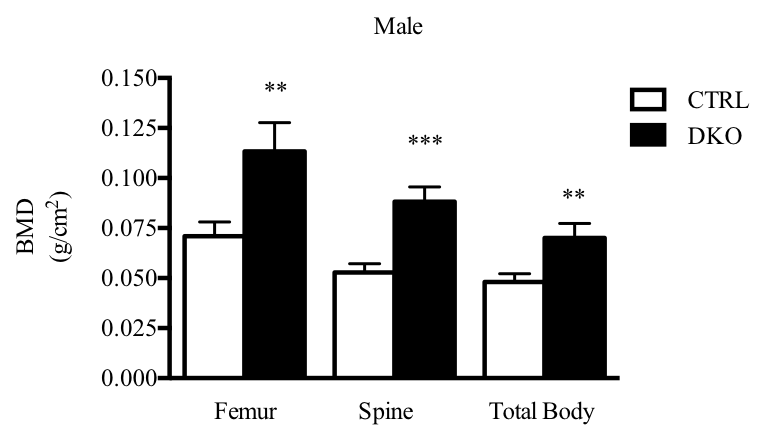 Male
0.150
0.125
0.100
0.075
0.050
0.025
0.000
BMD
(g/cm²)
**
***
**
CTRL
DKO
Femur
Spine
Total Body